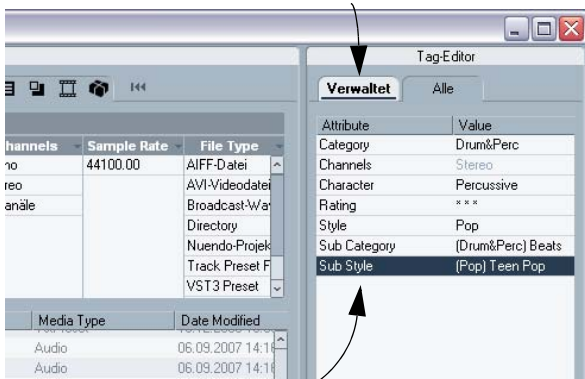 Tag-Editor
Verwaltet Alle
Attribute Value
Category Drum&Perc
Channels Stereo
Character Percussive
Rating ***
Style Pop
Sub Category (Drum&Perc) Beats
Sub Style (Pop) Teen Pop
hannels Sample Rate File Type
no 44100.00 AIFF-Datei
reo AVI-Videodatei
anäle Broadcast-Wav
Directory
Nuendo-Projek
Track Preset F
VST3 Preset
Media Type Date Modified
Audio 06.09.2007 14:18
Audio 06.09.2007 14:18